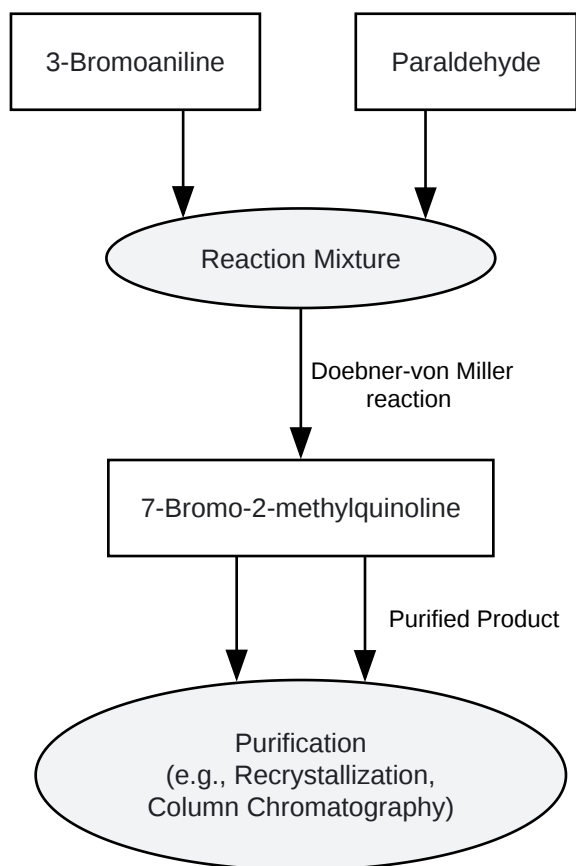 3-Bromoaniline
Paraldehyde
Reaction Mixture
Doebner-von Miller
reaction
7-Bromo-2-methylquinoline
Purified Product
Purification
(e.g., Recrystallization,
Column Chromatography)